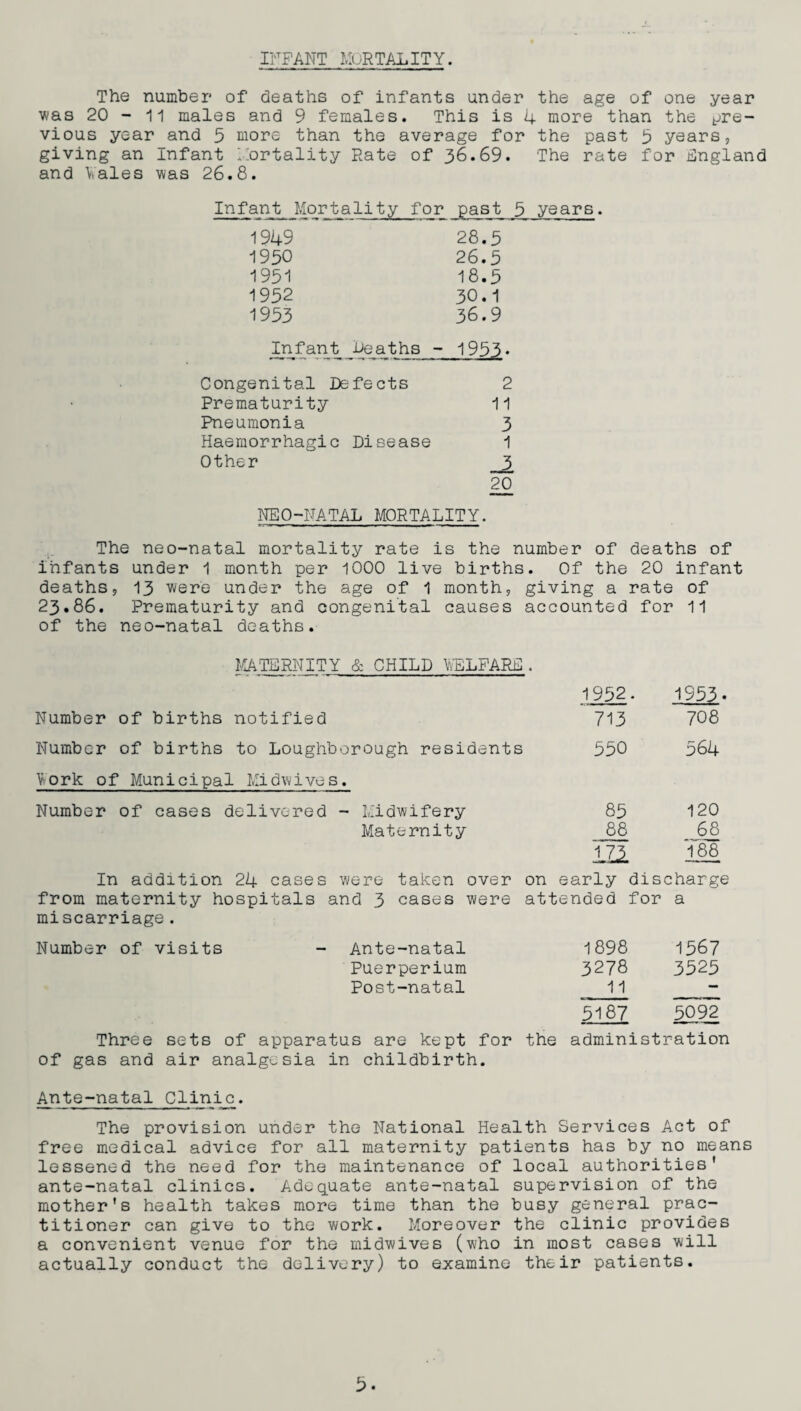 INFANT MORTALITY.
The number of deaths of infants under the age of one year
was 20 - 11 males and 9 females. This is 4 more than the pre-
vious year and 5 more than the average for the past 5 years,
giving an Infant Mortality Rate of 36.69. The rate for England
and Wales was 26.8.
Infant Mortality for past 5 years.
1949 28.5
1950 26.5
1951 18.5
1952 30.1
1953 36.9
Infant Deaths - 1953.
Congenital Defects 2
Prematurity 11
Pneumonia 3
Haemorrhagic Disease 1
Other 3
20
NEO-NATAL MORTALITY.
The neo-natal mortality rate is the number of deaths of
infants under 1 month per 1000 live births. Of the 20 infant
deaths, 13 were under the age of 1 month, giving a rate of
23.86. Prematurity and congenital causes accounted for 11
of the neo-natal deaths.
MATERNITY & CHILD WELFARE.
1952. 1953.
Number of births notified 713 708
Number of births to Loughborough residents 550 564
Work of Municipal Midwives.
Number of cases delivered - Midwifery 85 120
Maternity 88 68
173 188
In addition 24 cases were taken over on early discharge
from maternity hospitals and 3 cases were attended for a
miscarriage.
Number of visits - Ante-natal 1898 1567
Puerperium 3278 3525
Post-natal 11 -
5187 5092
Three sets of apparatus are kept for the administration
of gas and air analgesia in childbirth.
Ante-natal Clinic.
The provision under the National Health Services Act of
free medical advice for all maternity patients has by no means
lessened the need for the maintenance of local authorities'
ante-natal clinics. Adequate ante-natal supervision of the
mother's health takes more time than the busy general prac-
titioner can give to the work. Moreover the clinic provides
a convenient venue for the midwives (who in most cases will
actually conduct the delivery) to examine their patients.
5.